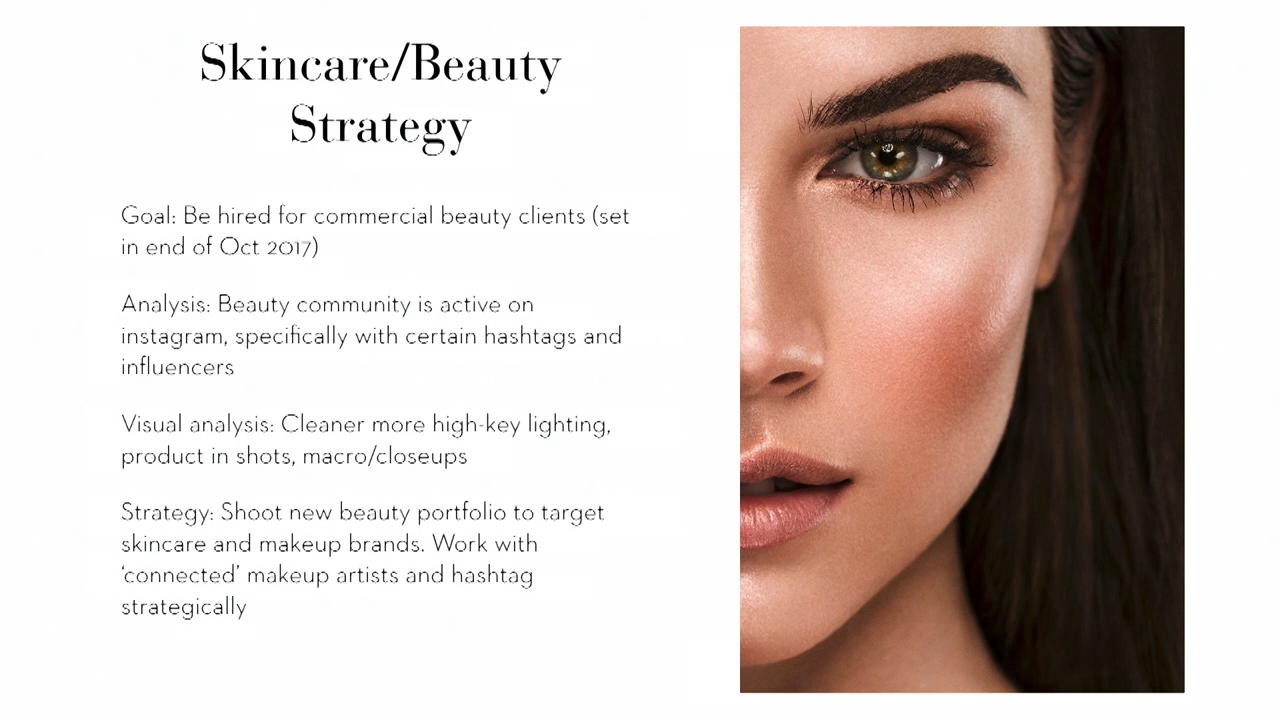 Skincare/Beauty
Strategy
Goal: Be hired for commercial beauty clients (set
in end of Oct 2017)
Analysis: Beauty community is active on
instagram, specifically with certain hashtags and
influencers
Visual analysis: Cleaner more high-key lighting,
product in shots, macro/closeups
Strategy: Shoot new beauty portfolio to target
skincare and makeup brands. Work with
‘connected’ makeup artists and hashtag
strategically